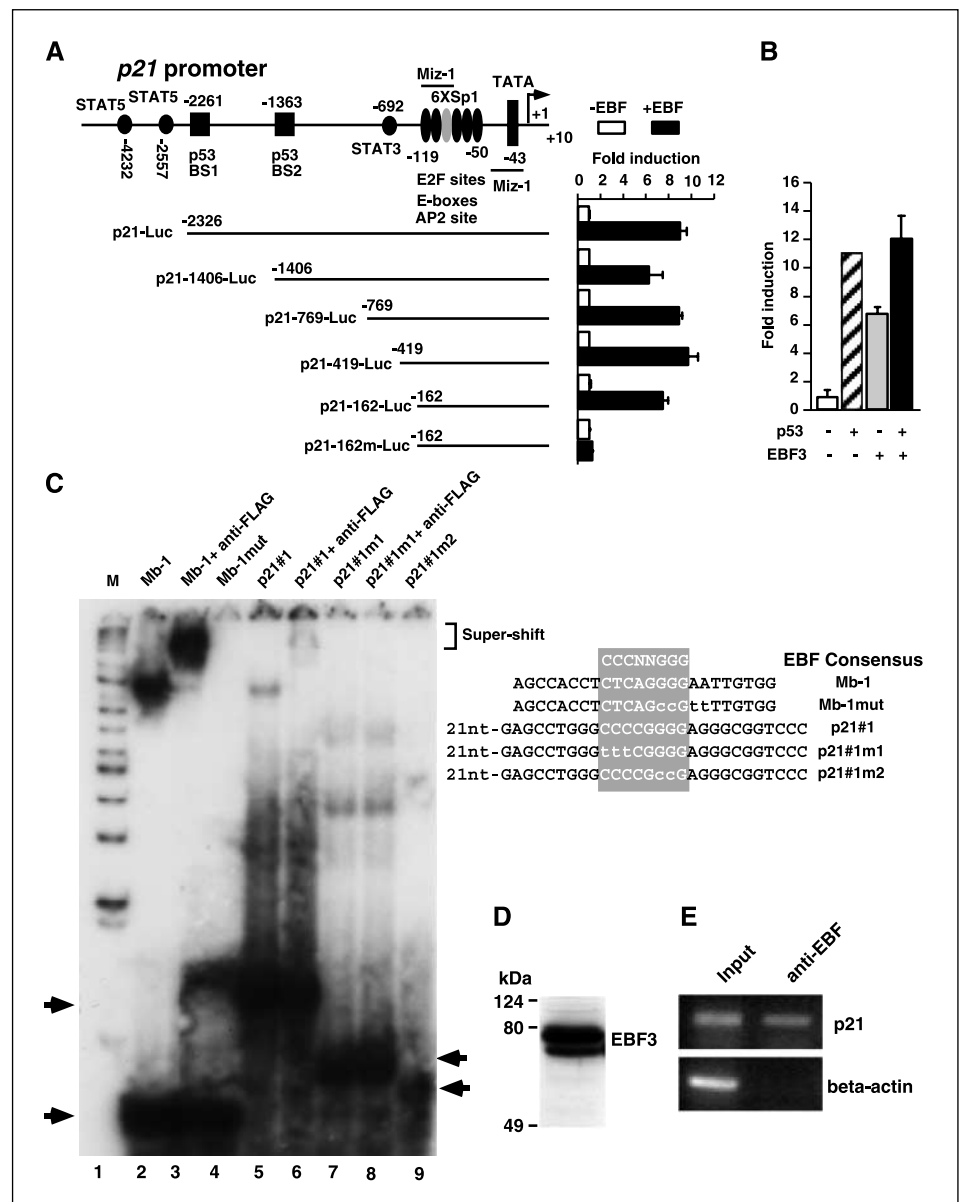 A
p21 promoter
Miz-1
TATA
STAT5
STAT5
-2261
-1363
-692
6XSp1
+1
+10
-4232
-2557
p53
BS1
p53
BS2
STAT3
-119
-50
-43
E2F sites
Miz-1
E-boxes
AP2 site
-EBF
+EBF
Fold induction
0 2 4 6 8 10 12
p21-Luc
-2326
p21-1406-Luc
-1406
p21-769-Luc
-769
p21-419-Luc
-419
p21-162-Luc
-162
p21-162m-Luc
-162
B
Fold induction
16
14
12
10
8
6
4
2
0
p53 - + - +
EBF3 - - + +
C
M
Mb-1
Mb-1+ anti-FLAG
Mb-1mut
p21#1
p21#1+ anti-FLAG
p21#1m1
p21#1m1+ anti-FLAG
p21#1m2
Super-shift
CCCNNGGG EBF Consensus
AGCCACCTCTCAGGGGAATTGTGG Mb-1
AGCCACCTCTCAGccGttTTGTGG Mb-1mut
21nt-GAGCCTGGGCCCCGGGGAGGGCGGTCCC p21#1
21nt-GAGCCTGGGtttCGGGGAGGGCGGTCCC p21#1m1
21nt-GAGCCTGGGCCCCGccGAGGGCGGTCCC p21#1m2
1 2 3 4 5 6 7 8 9
D
kDa
124
80
49
EBF3
E
Input
anti-EBF
p21
beta-actin